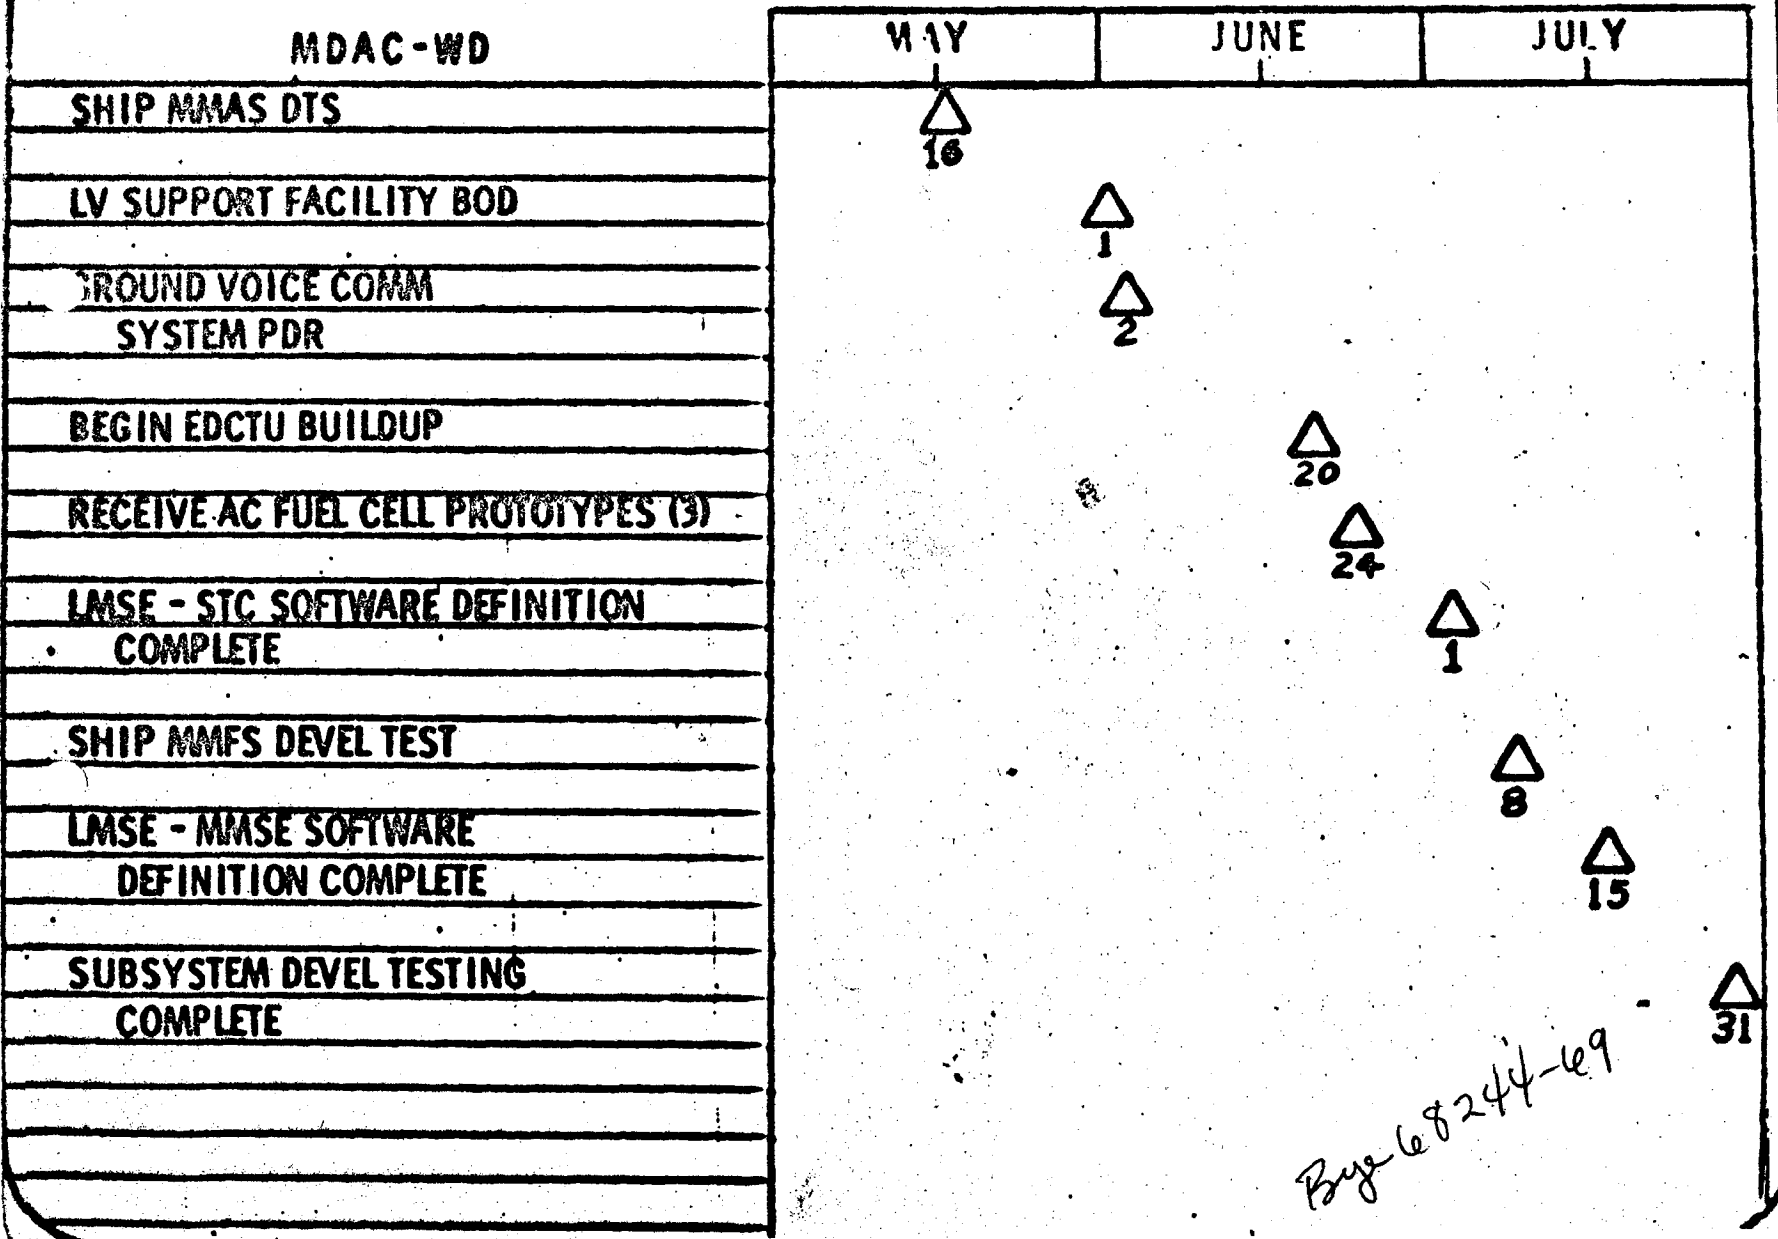 MDAC-WD MAY JUNE JULY
SHIP MMAS DTS
16
LV SUPPORT FACILITY BOD
1
GROUND VOICE COMM
SYSTEM PDR
2
BEGIN EDCTU BUILDUP
20
RECEIVE AC FUEL CELL PROTOTYPES (3)
24
LMSE - STC SOFTWARE DEFINITION
COMPLETE
1
SHIP MMFS DEVEL TEST
8
LMSE - MMSE SOFTWARE
DEFINITION COMPLETE
15
SUBSYSTEM DEVEL TESTING
COMPLETE
31
Bye 68244-69